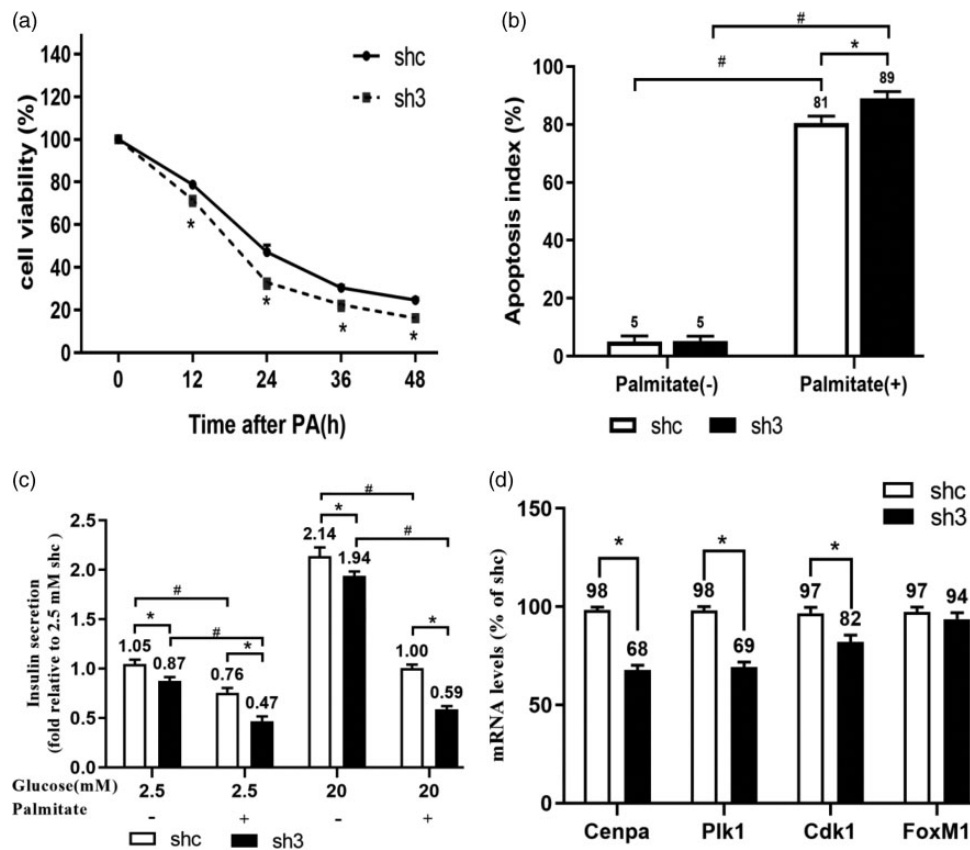 (a)
140
120
100
80
60
40
20
0
cell viability (%)
shc
sh3
*
*
*
*
0 12 24 36 48
Time after PA(h)
(b)
100
80
60
40
20
0
Apoptosis index (%)
#
# *
81 89
5 5
Palmitate(-) Palmitate(+)
shc sh3
(c)
2.5
2.0
1.5
1.0
0.5
0.0
Insulin secretion
(fold relative to 2.5 mM shc )
#
* #
2.14
1.94
# *
* # *
1.05 0.87 0.76 0.47 1.00 0.59
Glucose(mM) 2.5 2.5 20 20
Palmitate - + - +
shc sh3
(d)
shc
sh3
150
100
50
0
mRNA levels (% of shc)
* * *
98 68 98 69 97 82 97 94
Cenpa Plk1 Cdk1 FoxM1